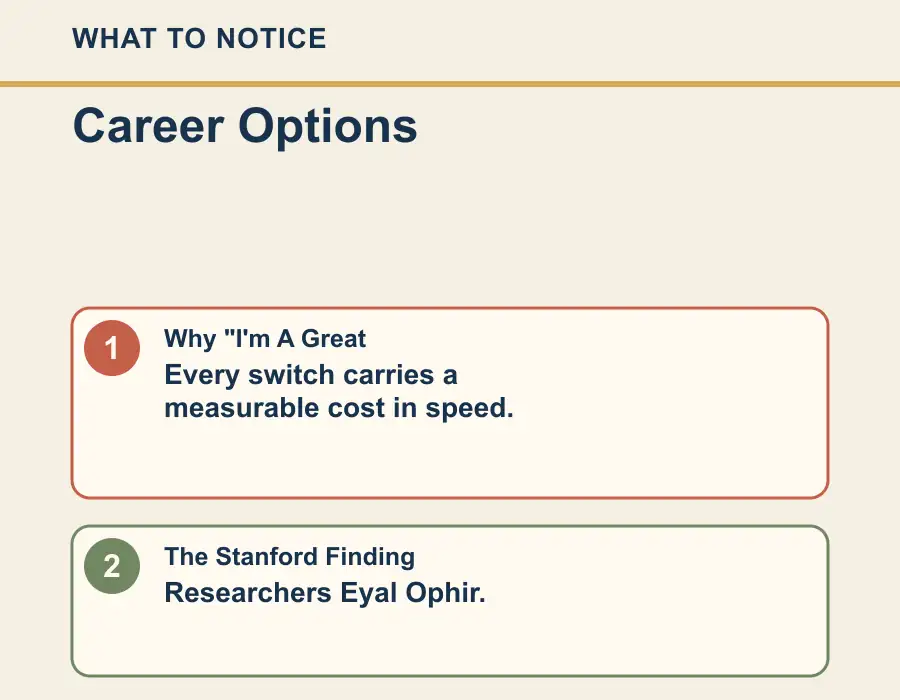 WHAT TO NOTICE
Career Options
1
Why "I'm A Great
Every switch carries a
measurable cost in speed.
2
The Stanford Finding
Researchers Eyal Ophir.